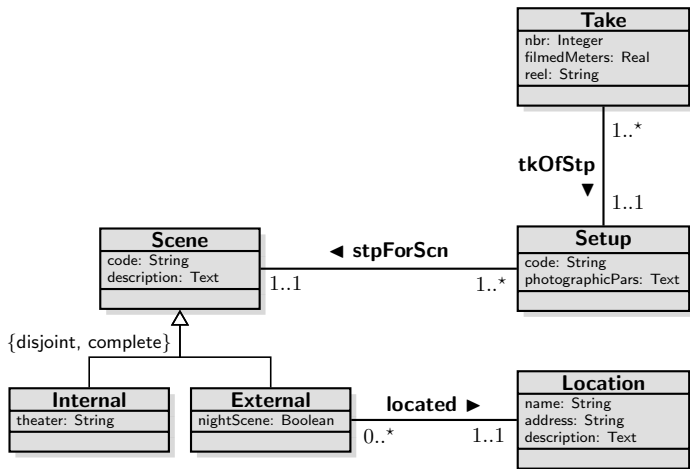 Take
nbr: Integer
filmedMeters: Real
reel: String
1..*
tkOfStp ▼
1..1
Scene
code: String
description: Text
◄ stpForScn
1..1
1..*
Setup
code: String
photographicPars: Text
{disjoint, complete}
Internal
theater: String
External
nightScene: Boolean
located ►
0..*
1..1
Location
name: String
address: String
description: Text